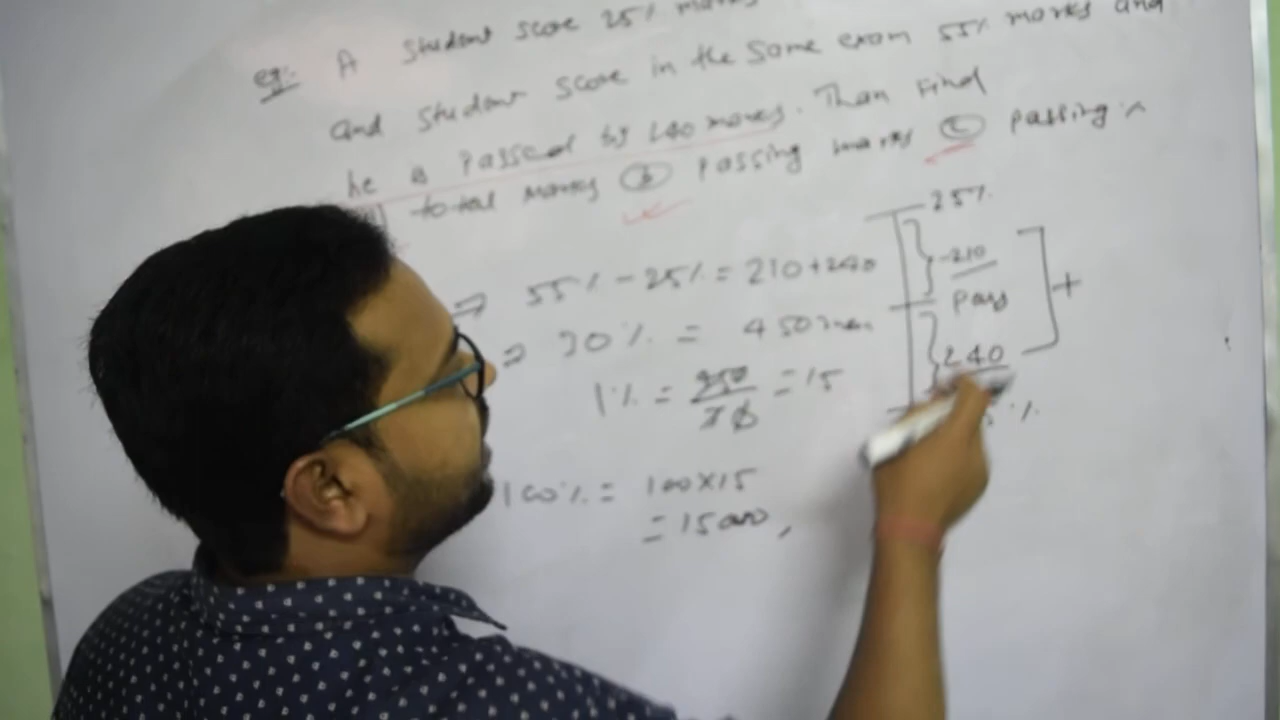 eg:- A student score 25% marks
and student score in the same exam 55% marks and
he is passed by 240 marks. Then find
total marks (b) passing marks (c) passing %
⇒ 55% - 25% = 210+240
⇒ 30% = 450
1% = 450/30 = 15
100% = 100×15
= 1500,
25%
-210
Pass
+
240
%